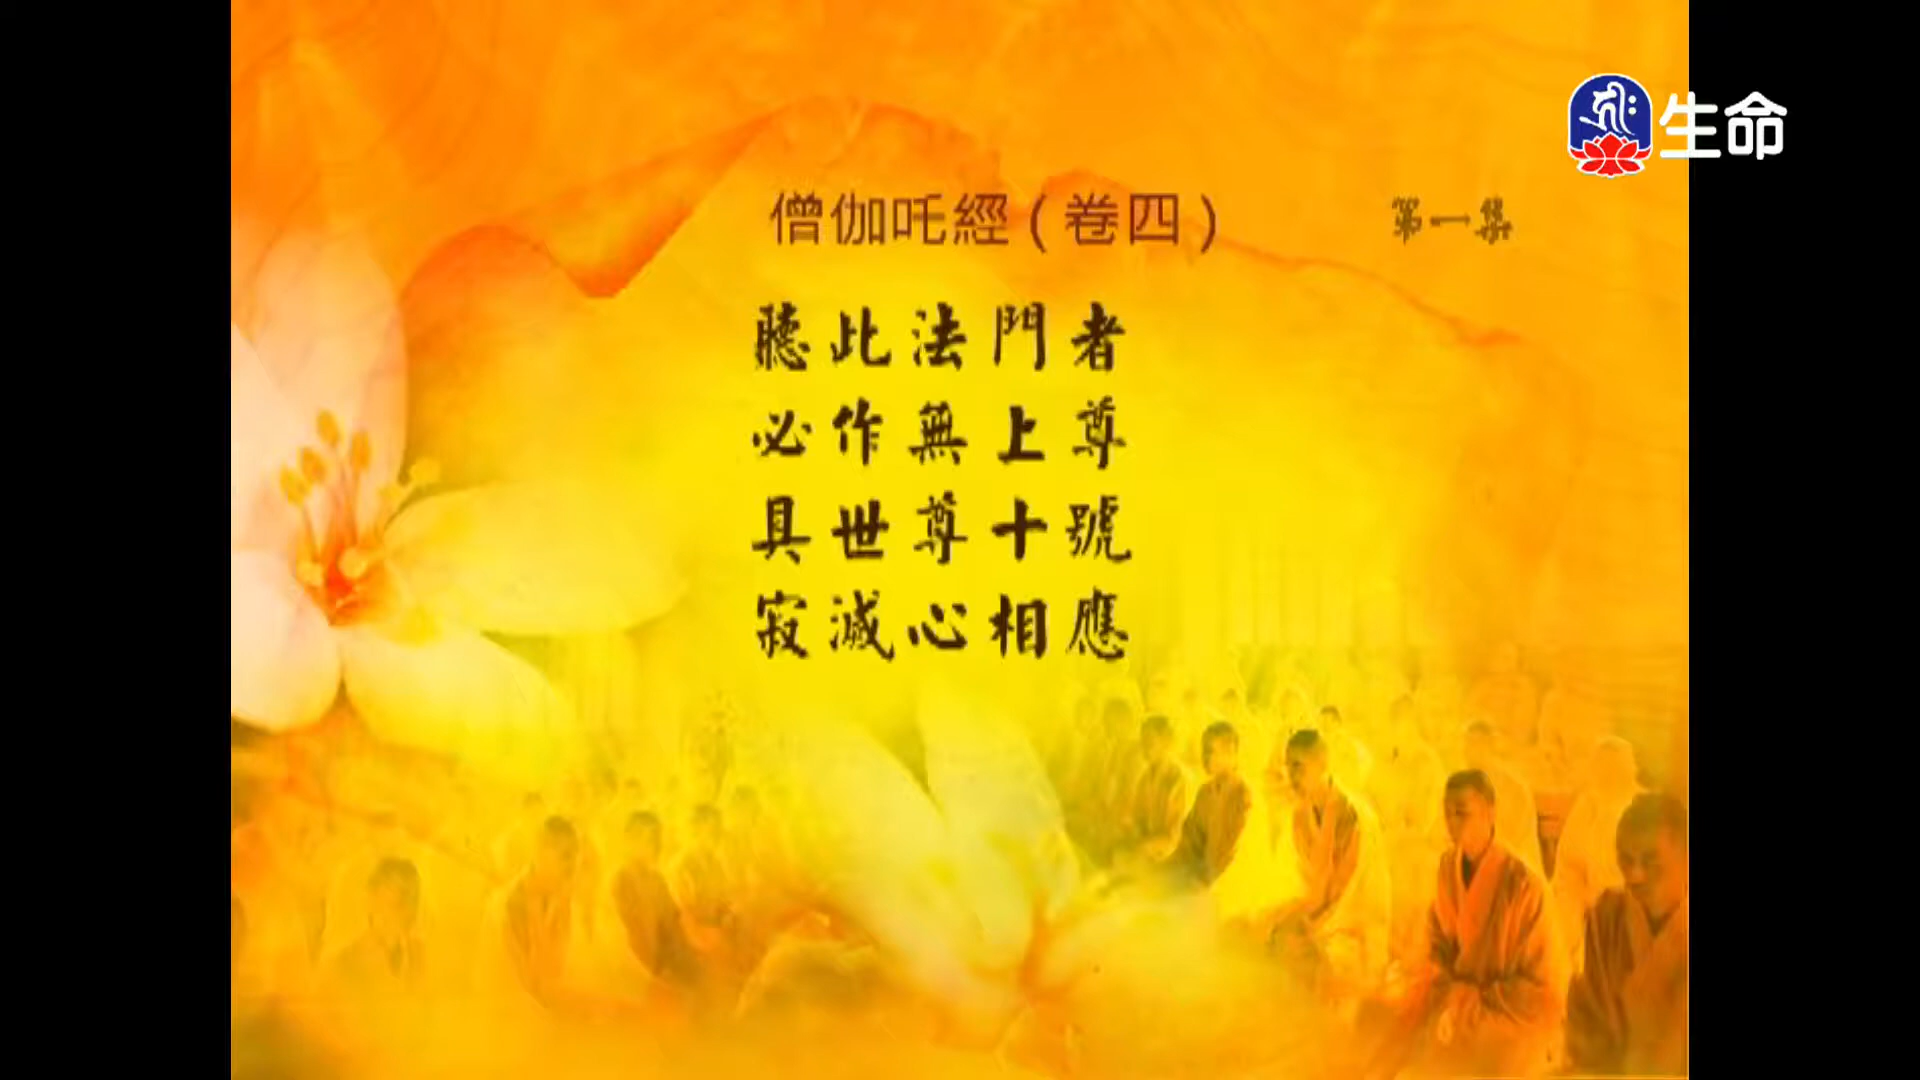 生命
僧伽吒經(卷四) 第一集
聽此法門者
必作無上尊
具世尊十號
寂滅心相應